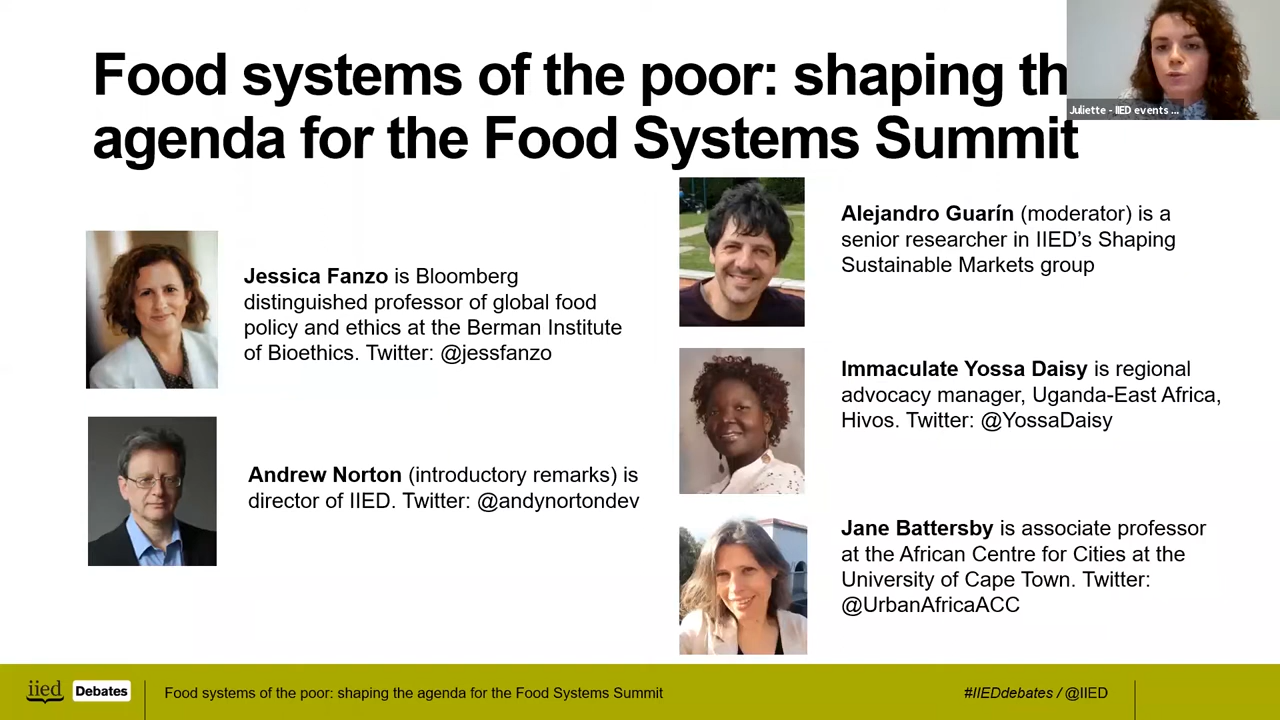 Food systems of the poor: shaping th
agenda for the Food Systems Summit
Juliette - IIED events ...
Jessica Fanzo is Bloomberg
distinguished professor of global food
policy and ethics at the Berman Institute
of Bioethics. Twitter: @jessfanzo
Andrew Norton (introductory remarks) is
director of IIED. Twitter: @andynortondev
Alejandro Guarín (moderator) is a
senior researcher in IIED’s Shaping
Sustainable Markets group
Immaculate Yossa Daisy is regional
advocacy manager, Uganda-East Africa,
Hivos. Twitter: @YossaDaisy
Jane Battersby is associate professor
at the African Centre for Cities at the
University of Cape Town. Twitter:
@UrbanAfricaACC
iied Debates
Food systems of the poor: shaping the agenda for the Food Systems Summit
#IIEDdebates / @IIED